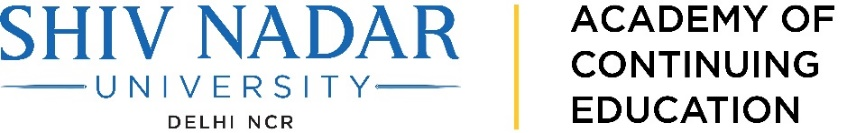 SHIV NADAR
UNIVERSITY
DELHI NCR
ACADEMY OF
CONTINUING
EDUCATION